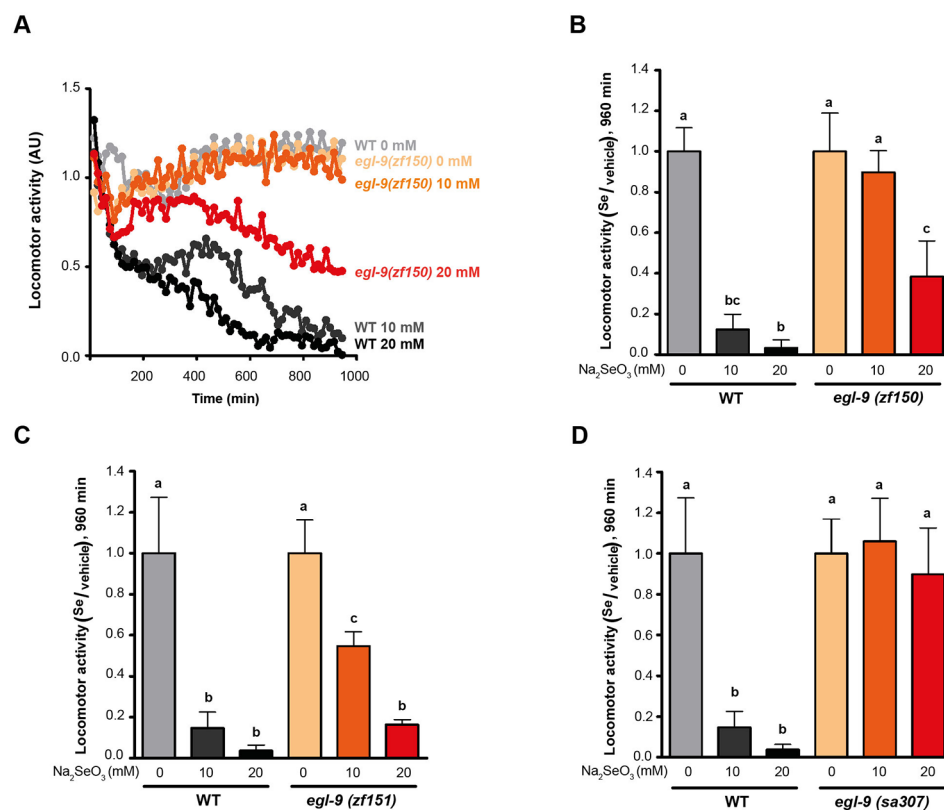 A
Locomotor activity (AU)
1.5
1.0
0.5
0.0
200
400
600
800
1000
Time (min)
WT 0 mM
egl-9(zf150) 0 mM
egl-9(zf150) 10 mM
egl-9(zf150) 20 mM
WT 10 mM
WT 20 mM
B
Locomotor activity (Se/vehicle), 960 min
1.4
1.2
1.0
0.8
0.6
0.4
0.2
0.0
a
bc
b
a
a
c
Na₂SeO₃ (mM)
0 10 20 0 10 20
WT egl-9 (zf150)
C
Locomotor activity (Se/vehicle), 960 min
1.4
1.2
1.0
0.8
0.6
0.4
0.2
0.0
a
b
b
a
c
b
Na₂SeO₃ (mM)
0 10 20 0 10 20
WT egl-9 (zf151)
D
Locomotor activity (Se/vehicle), 960 min
1.4
1.2
1.0
0.8
0.6
0.4
0.2
0.0
a
b
b
a
a
a
Na₂SeO₃ (mM)
0 10 20 0 10 20
WT egl-9 (sa307)